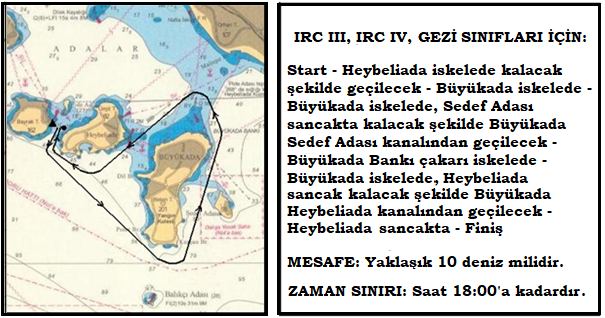 ADALAR
Heybeliada
BÜYÜKADA
BÜYÜKADA BANKI
Balıkçı Adası
IRC III, IRC IV, GEZİ SINIFLARI İÇİN:
Start - Heybeliada iskelede kalacak
şekilde geçilecek - Büyükada iskelede -
Büyükada iskelede, Sedef Adası
sancakta kalacak şekilde Büyükada
Sedef Adası kanalından geçilecek -
Büyükada Bankı çakarı iskelede -
Büyükada iskelede, Heybeliada
sancak kalacak şekilde Büyükada
Heybeliada kanalından geçilecek -
Heybeliada sancakta - Finiş
MESAFE: Yaklaşık 10 deniz milidir.
ZAMAN SINIRI: Saat 18:00'a kadardır.